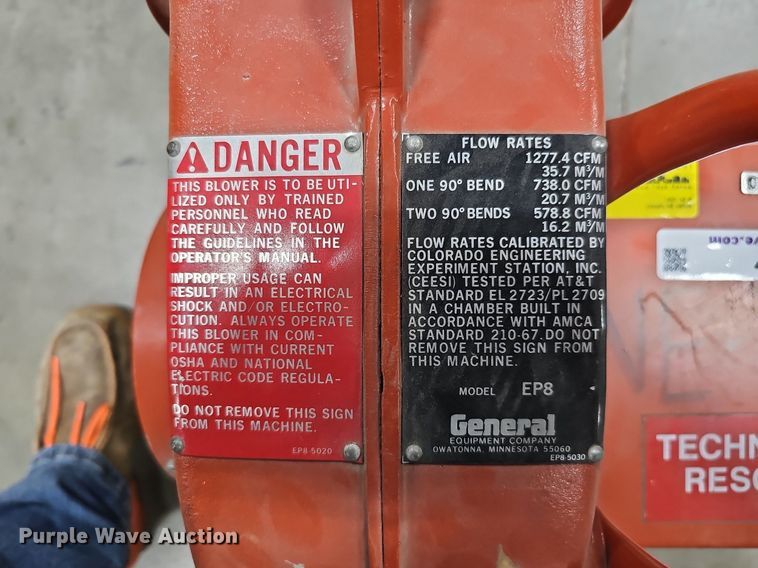 DANGER
THIS BLOWER IS TO BE UTI-
LIZED ONLY BY TRAINED
PERSONNEL WHO READ
CAREFULLY AND FOLLOW
THE GUIDELINES IN THE
OPERATOR'S MANUAL.
IMPROPER USAGE CAN
RESULT IN AN ELECTRICAL
SHOCK AND/OR ELECTRO-
CUTION. ALWAYS OPERATE
THIS BLOWER IN COM-
PLIANCE WITH CURRENT
OSHA AND NATIONAL
ELECTRIC CODE REGULA-
TIONS.
DO NOT REMOVE THIS SIGN
FROM THIS MACHINE.
EP8-5020
FLOW RATES
FREE AIR 1277.4 CFM
35.7 M³/M
ONE 90° BEND 738.0 CFM
20.7 M³/M
TWO 90° BENDS 578.8 CFM
16.2 M³/M
FLOW RATES CALIBRATED BY
COLORADO ENGINEERING
EXPERIMENT STATION, INC.
(CEESI) TESTED PER AT&T
STANDARD EL 2723/PL 2709
IN A CHAMBER BUILT IN
ACCORDANCE WITH AMCA
STANDARD 210-67. DO NOT
REMOVE THIS SIGN FROM
THIS MACHINE.
MODEL EP8
General
EQUIPMENT COMPANY
OWATONNA, MINNESOTA 55060
EP8-5030
ve.com
TECHN
RESC
Purple Wave Auction